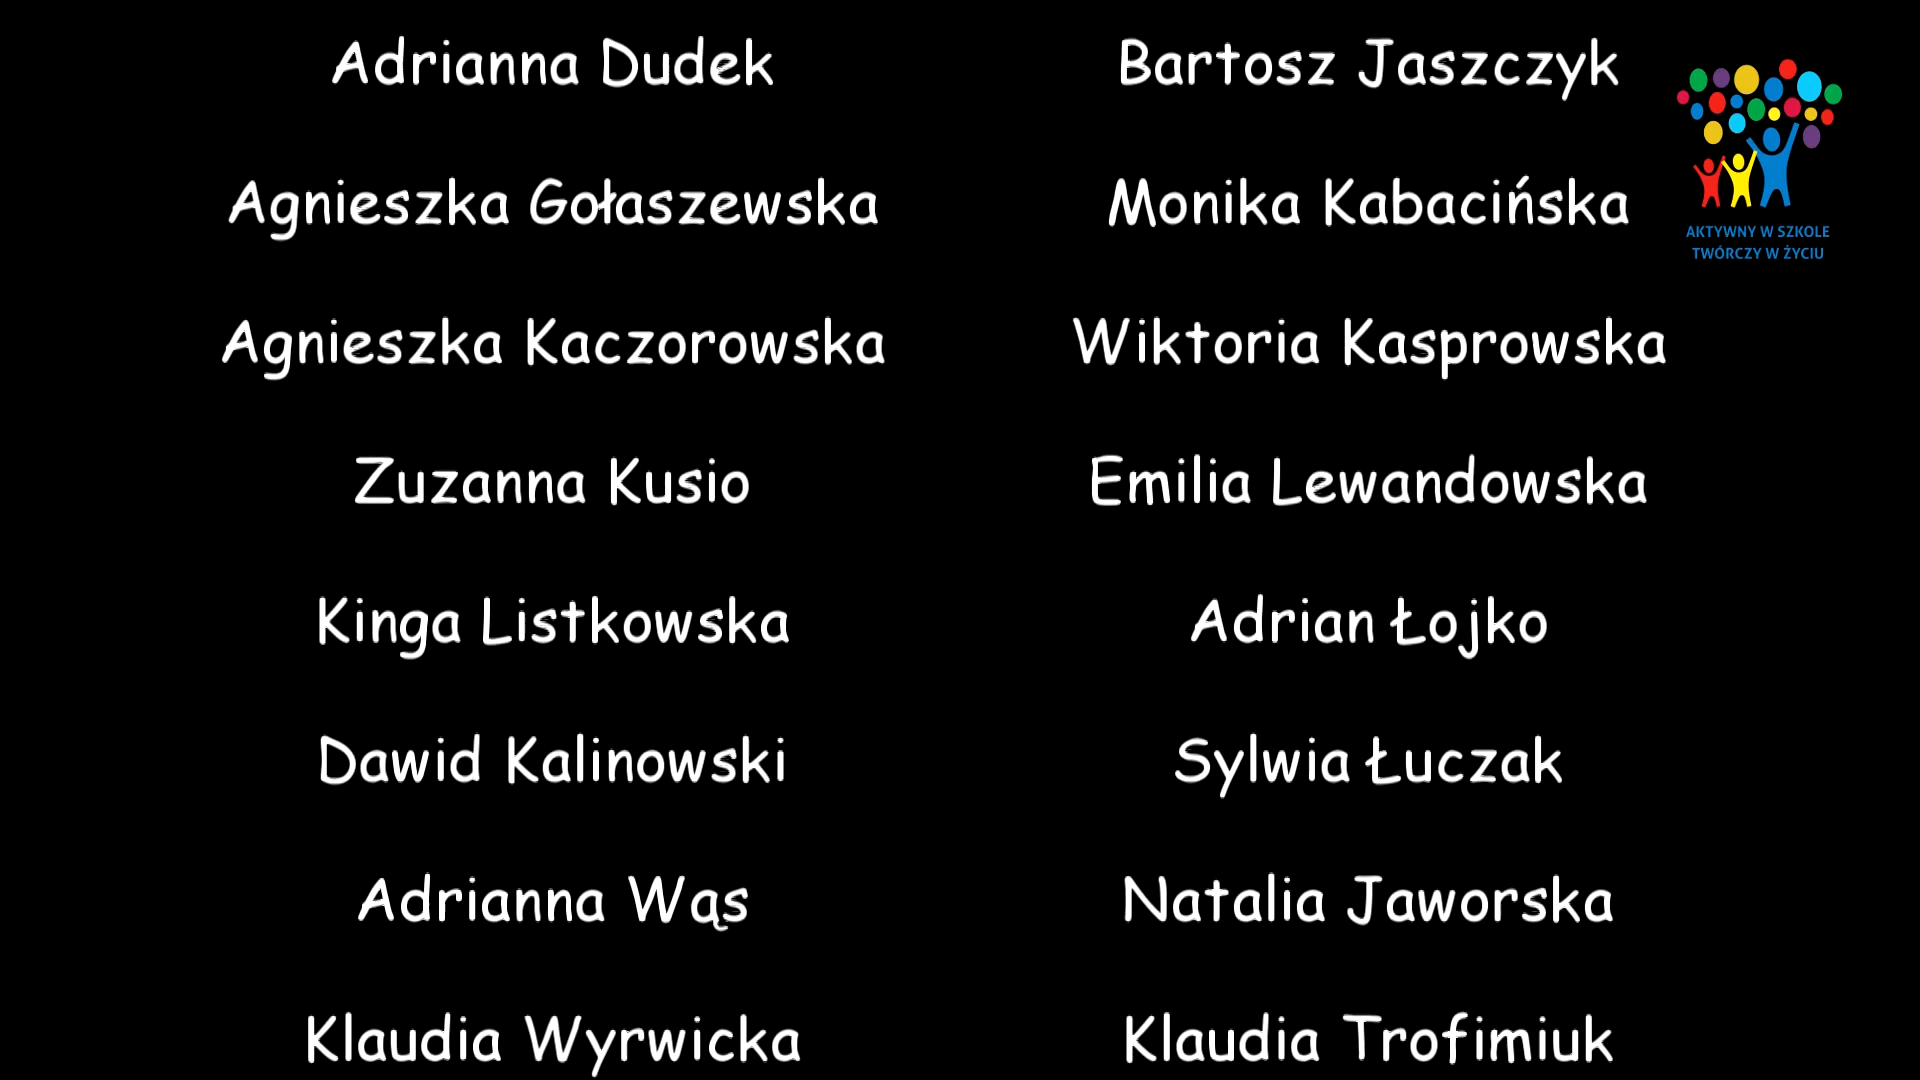 Adrianna Dudek
Agnieszka Gołaszewska
Agnieszka Kaczorowska
Zuzanna Kusio
Kinga Listkowska
Dawid Kalinowski
Adrianna Wąs
Klaudia Wyrwicka
Bartosz Jaszczyk
Monika Kabacińska
Wiktoria Kasprowska
Emilia Lewandowska
Adrian Łojko
Sylwia Łuczak
Natalia Jaworska
Klaudia Trofimiuk
AKTYWNY W SZKOLE
TWÓRCZY W ŻYCIU